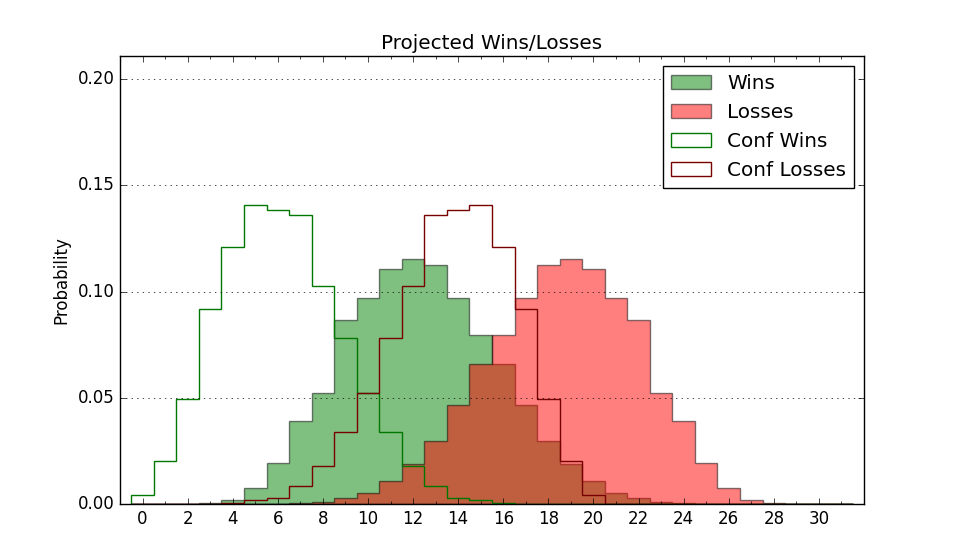 Projected Wins/Losses
0.20
0.15
0.10
0.05
0.00
Probability
Wins
Losses
Conf Wins
Conf Losses
0 2 4 6 8 10 12 14 16 18 20 22 24 26 28 30